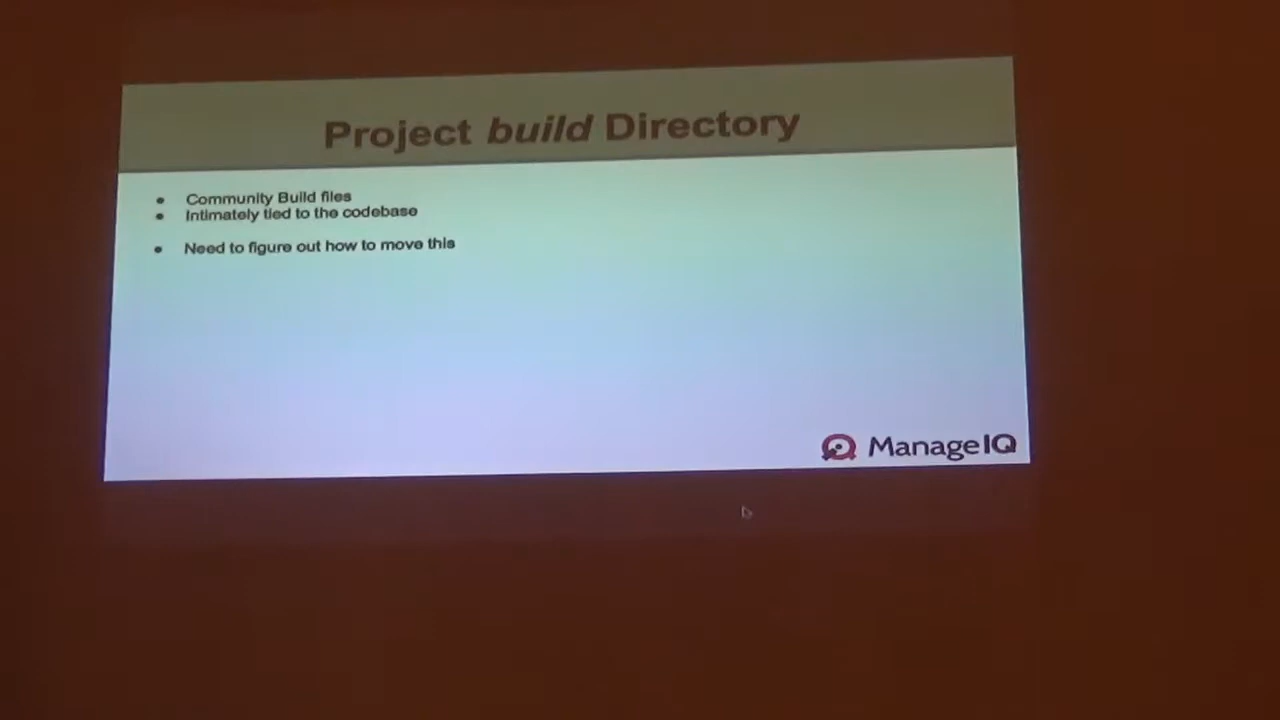 Project build Directory
Community Build files
Intimately tied to the codebase
Need to figure out how to move this
ManageIQ